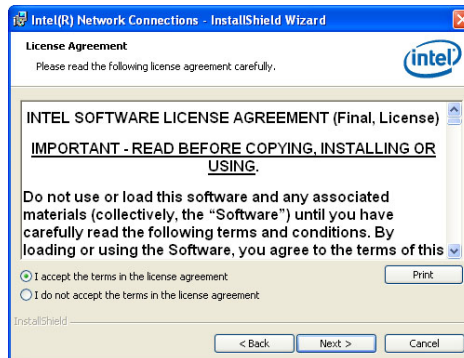 Intel(R) Network Connections - InstallShield Wizard
License Agreement
Please read the following license agreement carefully.
intel
INTEL SOFTWARE LICENSE AGREEMENT (Final, License)
IMPORTANT - READ BEFORE COPYING, INSTALLING OR
USING.
Do not use or load this software and any associated
materials (collectively, the “Software”) until you have
carefully read the following terms and conditions. By
loading or using the Software, you agree to the terms of this
I accept the terms in the license agreement
Print
I do not accept the terms in the license agreement
InstallShield
< Back
Next >
Cancel